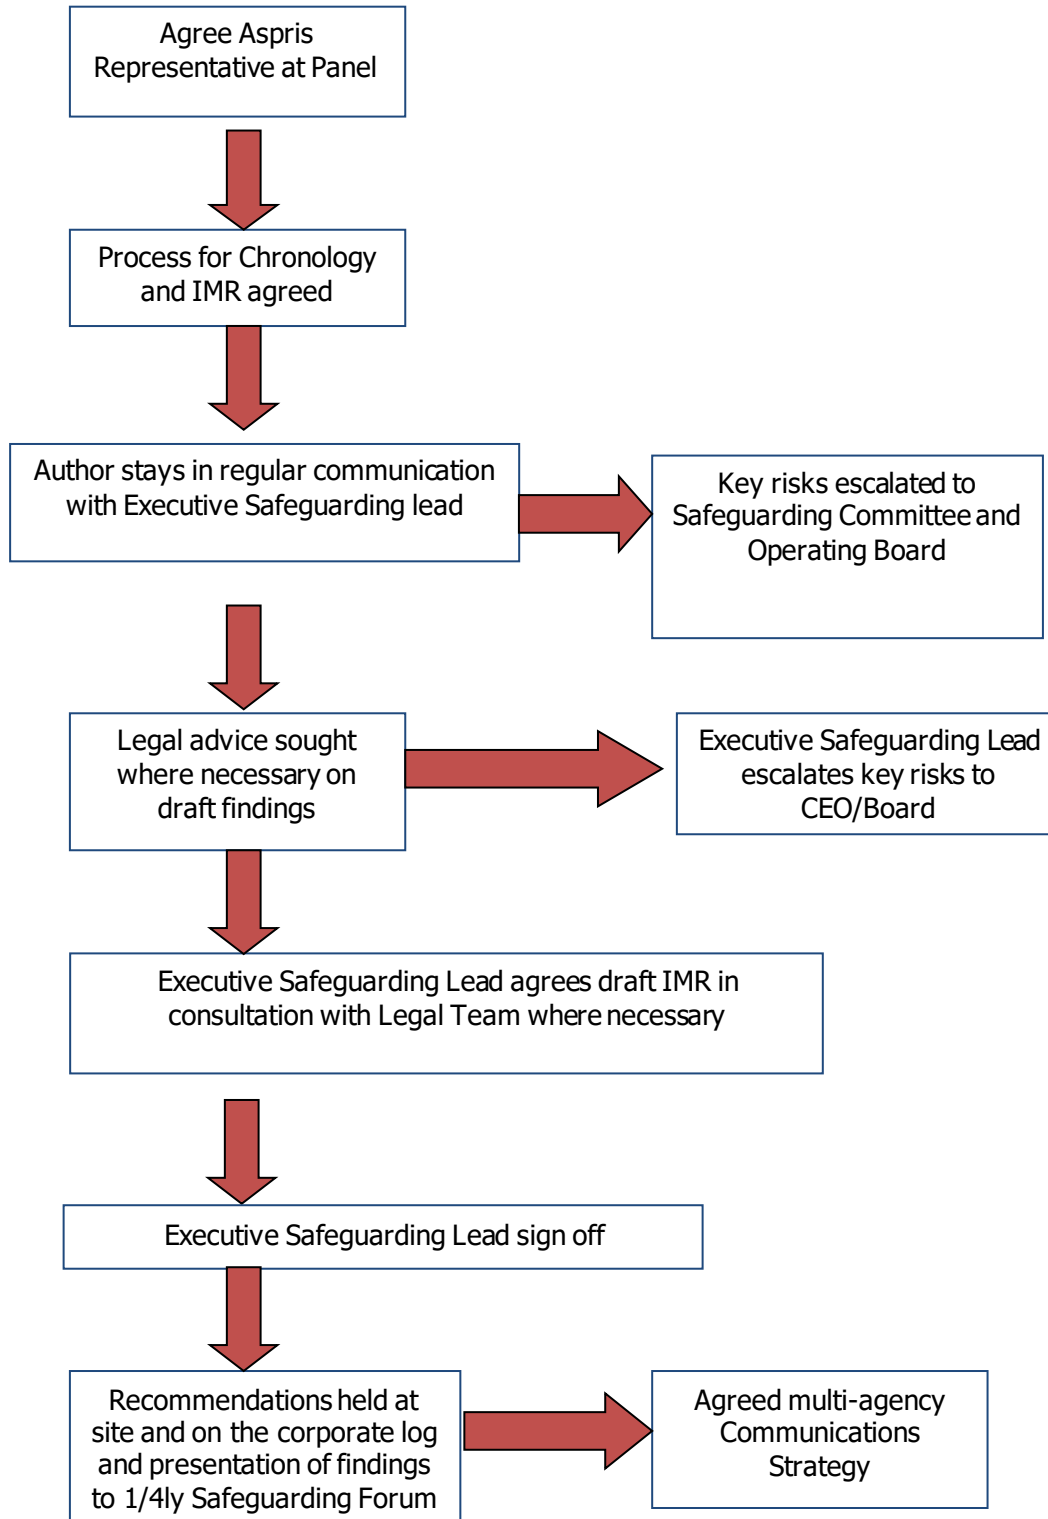 Agree Aspris
Representative at Panel
Process for Chronology
and IMR agreed
Author stays in regular communication
with Executive Safeguarding lead
Key risks escalated to
Safeguarding Committee and
Operating Board
Legal advice sought
where necessary on
draft findings
Executive Safeguarding Lead
escalates key risks to
CEO/Board
Executive Safeguarding Lead agrees draft IMR in
consultation with Legal Team where necessary
Executive Safeguarding Lead sign off
Recommendations held at
site and on the corporate log
and presentation of findings
to 1/4ly Safeguarding Forum
Agreed multi-agency
Communications
Strategy